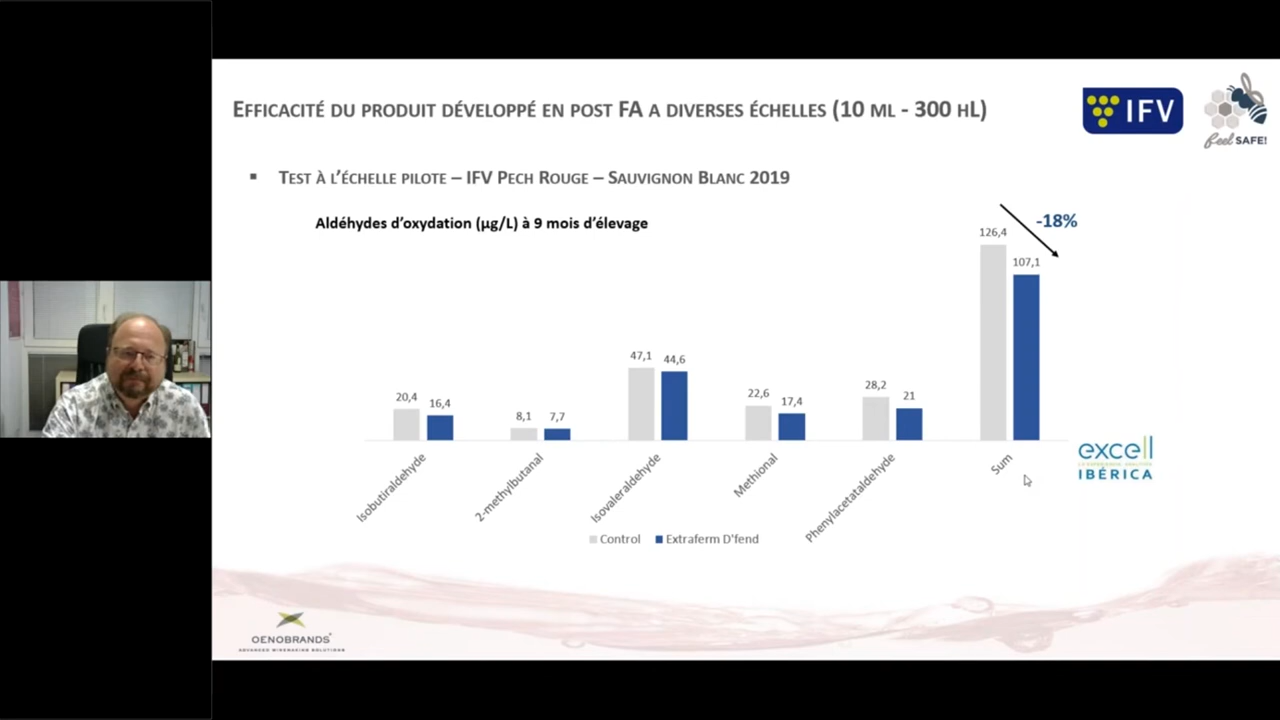 EFFICACITÉ DU PRODUIT DÉVELOPPÉ EN POST FA A DIVERSES ÉCHELLES (10 ML - 300 HL)
IFV
feel SAFE!
▪ TEST À L'ÉCHELLE PILOTE – IFV PECH ROUGE – SAUVIGNON BLANC 2019
Aldéhydes d'oxydation (µg/L) à 9 mois d'élevage
-18%
126,4
107,1
47,1
44,6
20,4
16,4
8,1
7,7
22,6
17,4
28,2
21
Isobutiraldehyde
2-methylbutanal
Isovaleraldehyde
Methional
Phenylacetataldehyde
Sum
excell
IBÉRICA
Control
Extraferm D'fend
OENOBRANDS
ADVANCED WINEMAKING SOLUTIONS